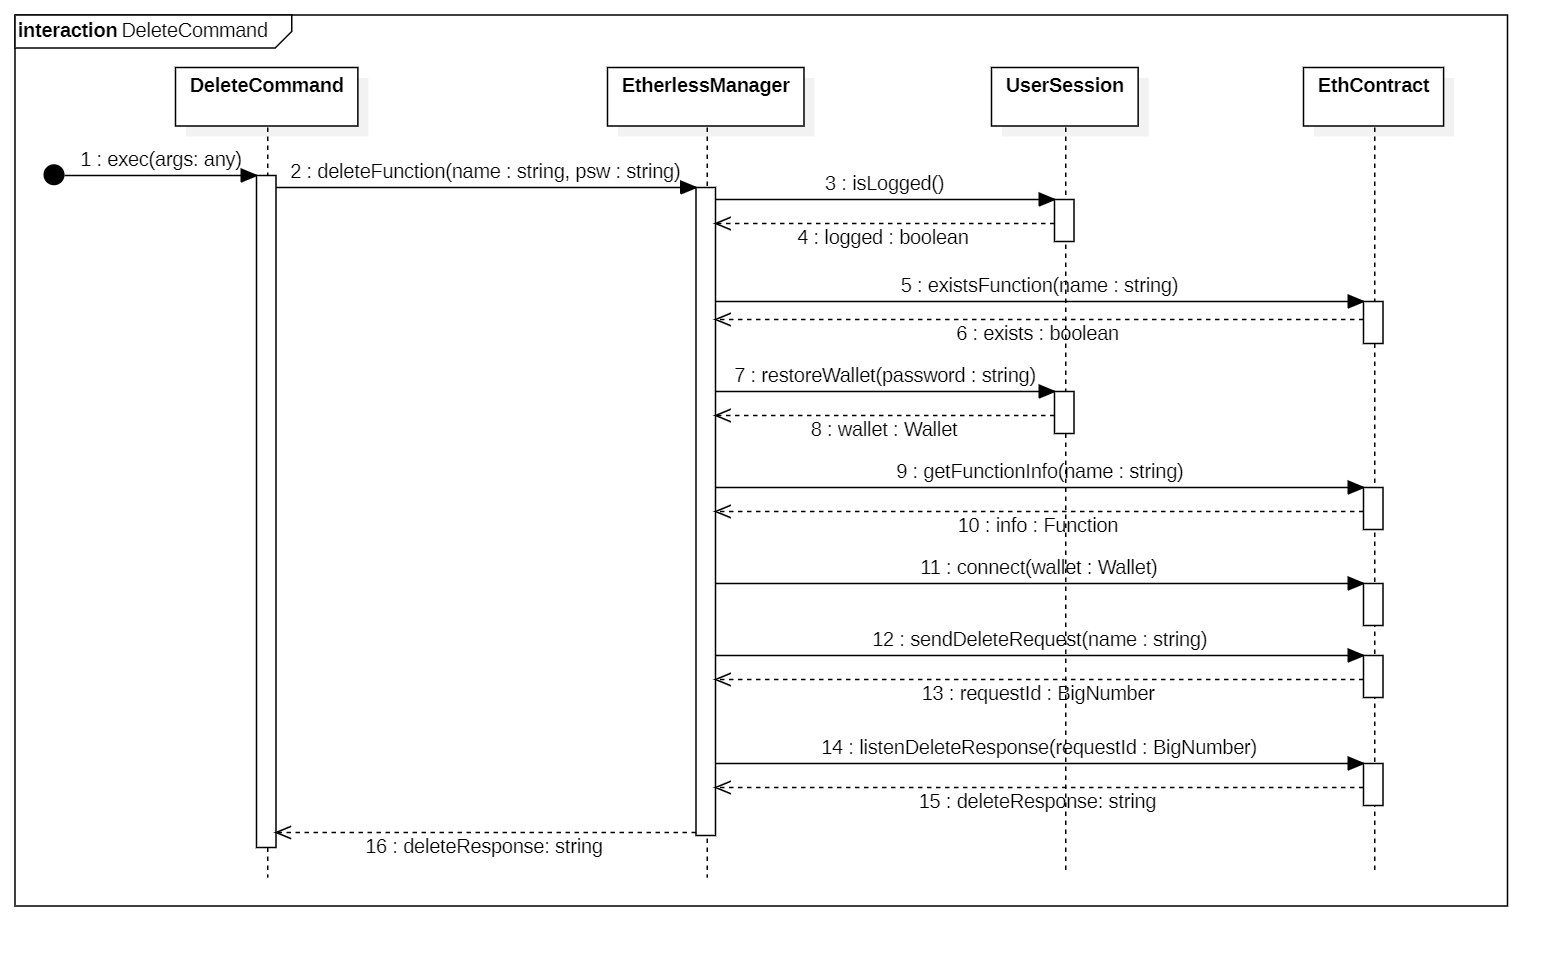 interaction DeleteCommand
DeleteCommand
EtherlessManager
UserSession
EthContract
1 : exec(args: any)
2 : deleteFunction(name : string, psw : string)
3 : isLogged()
4 : logged : boolean
5 : existsFunction(name : string)
6 : exists : boolean
7 : restoreWallet(password : string)
8 : wallet : Wallet
9 : getFunctionInfo(name : string)
10 : info : Function
11 : connect(wallet : Wallet)
12 : sendDeleteRequest(name : string)
13 : requestId : BigNumber
14 : listenDeleteResponse(requestId : BigNumber)
15 : deleteResponse: string
16 : deleteResponse: string